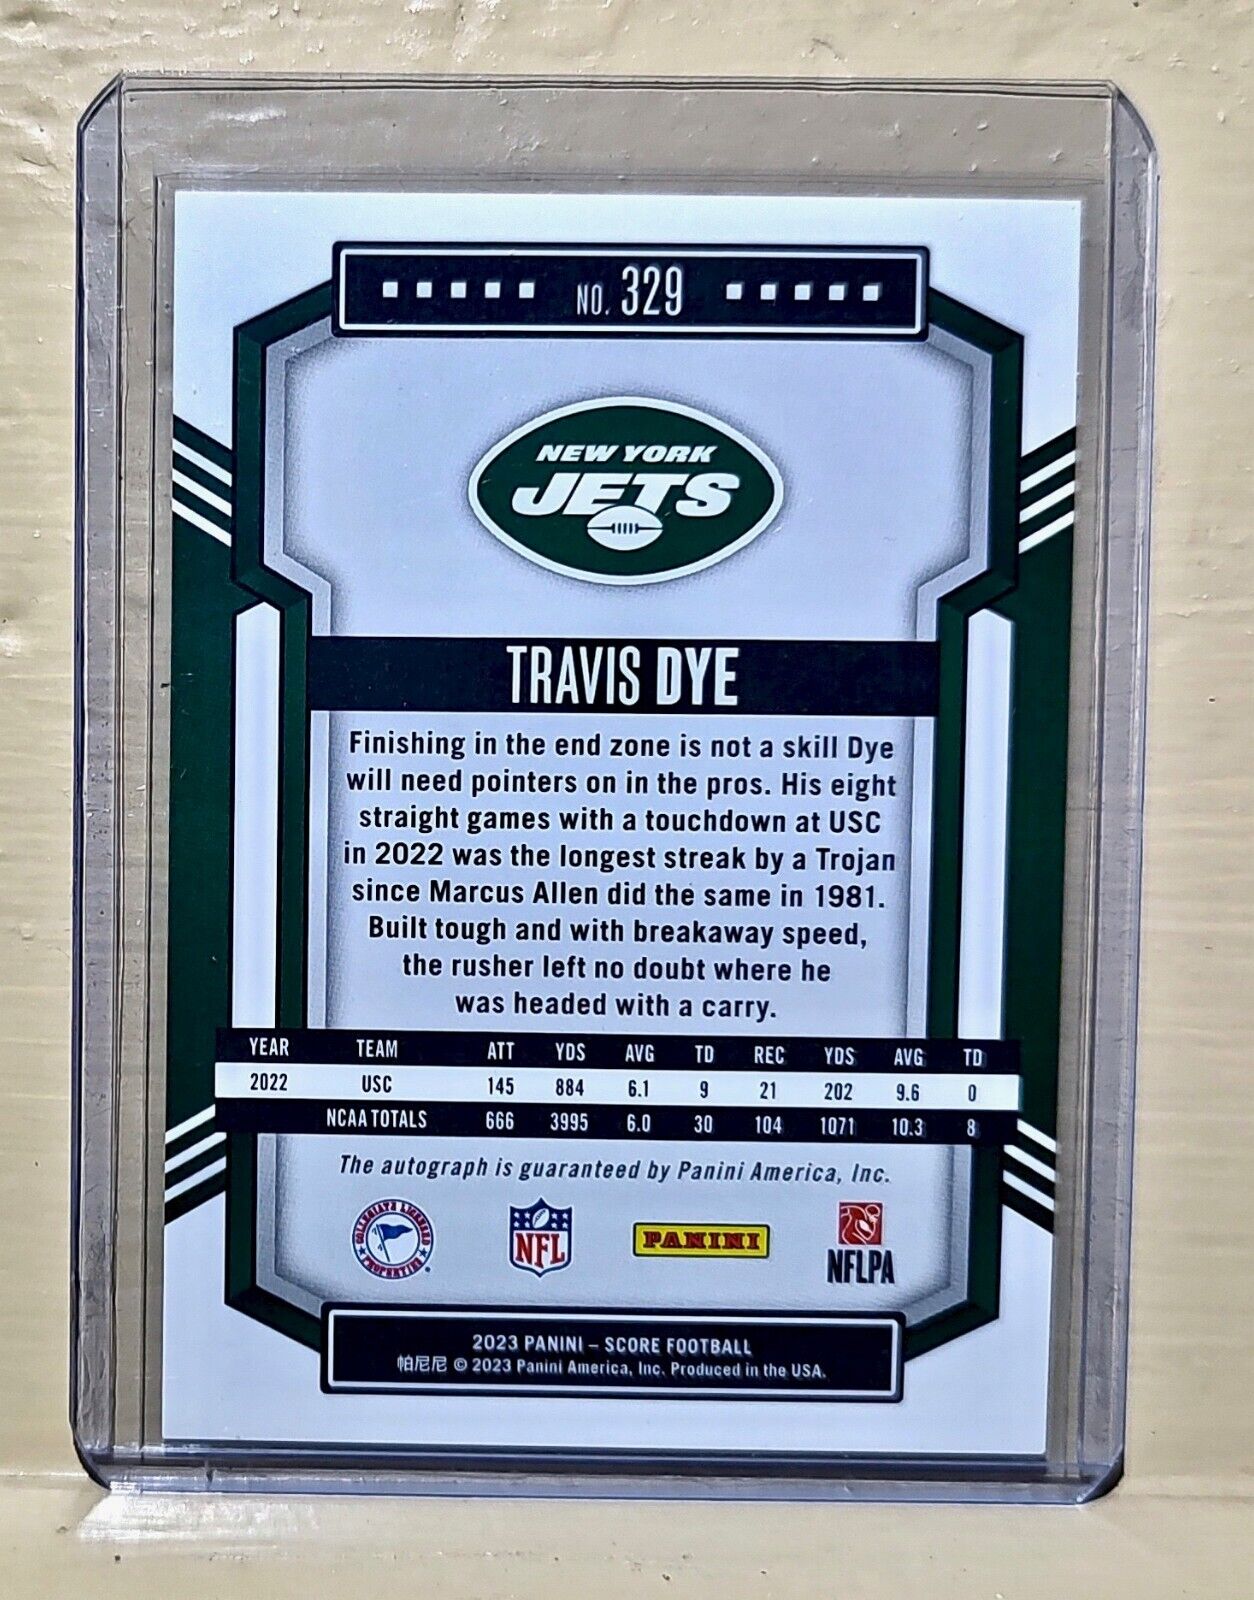 NO. 329
NEW YORK
JETS
TRAVIS DYE
Finishing in the end zone is not a skill Dye
will need pointers on in the pros. His eight
straight games with a touchdown at USC
in 2022 was the longest streak by a Trojan
since Marcus Allen did the same in 1981.
Built tough and with breakaway speed,
the rusher left no doubt where he
was headed with a carry.
YEAR TEAM ATT YDS AVG TD REC YDS AVG TD
2022 USC 145 884 6.1 9 21 202 9.6 0
NCAA TOTALS 666 3995 6.0 30 104 1071 10.3 8
The autograph is guaranteed by Panini America, Inc.
COLLEGIATE LICENSED PROPERTIES
NFL
PANINI
NFLPA
2023 PANINI – SCORE FOOTBALL
帕尼尼 © 2023 Panini America, Inc. Produced in the USA.